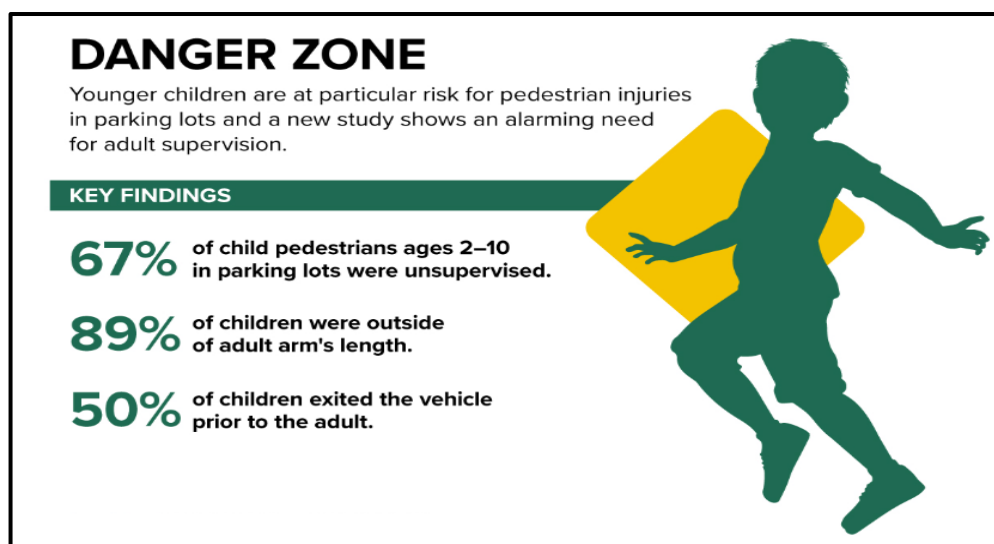 DANGER ZONE
Younger children are at particular risk for pedestrian injuries
in parking lots and a new study shows an alarming need
for adult supervision.
KEY FINDINGS
67% of child pedestrians ages 2–10
in parking lots were unsupervised.
89% of children were outside
of adult arm's length.
50% of children exited the vehicle
prior to the adult.